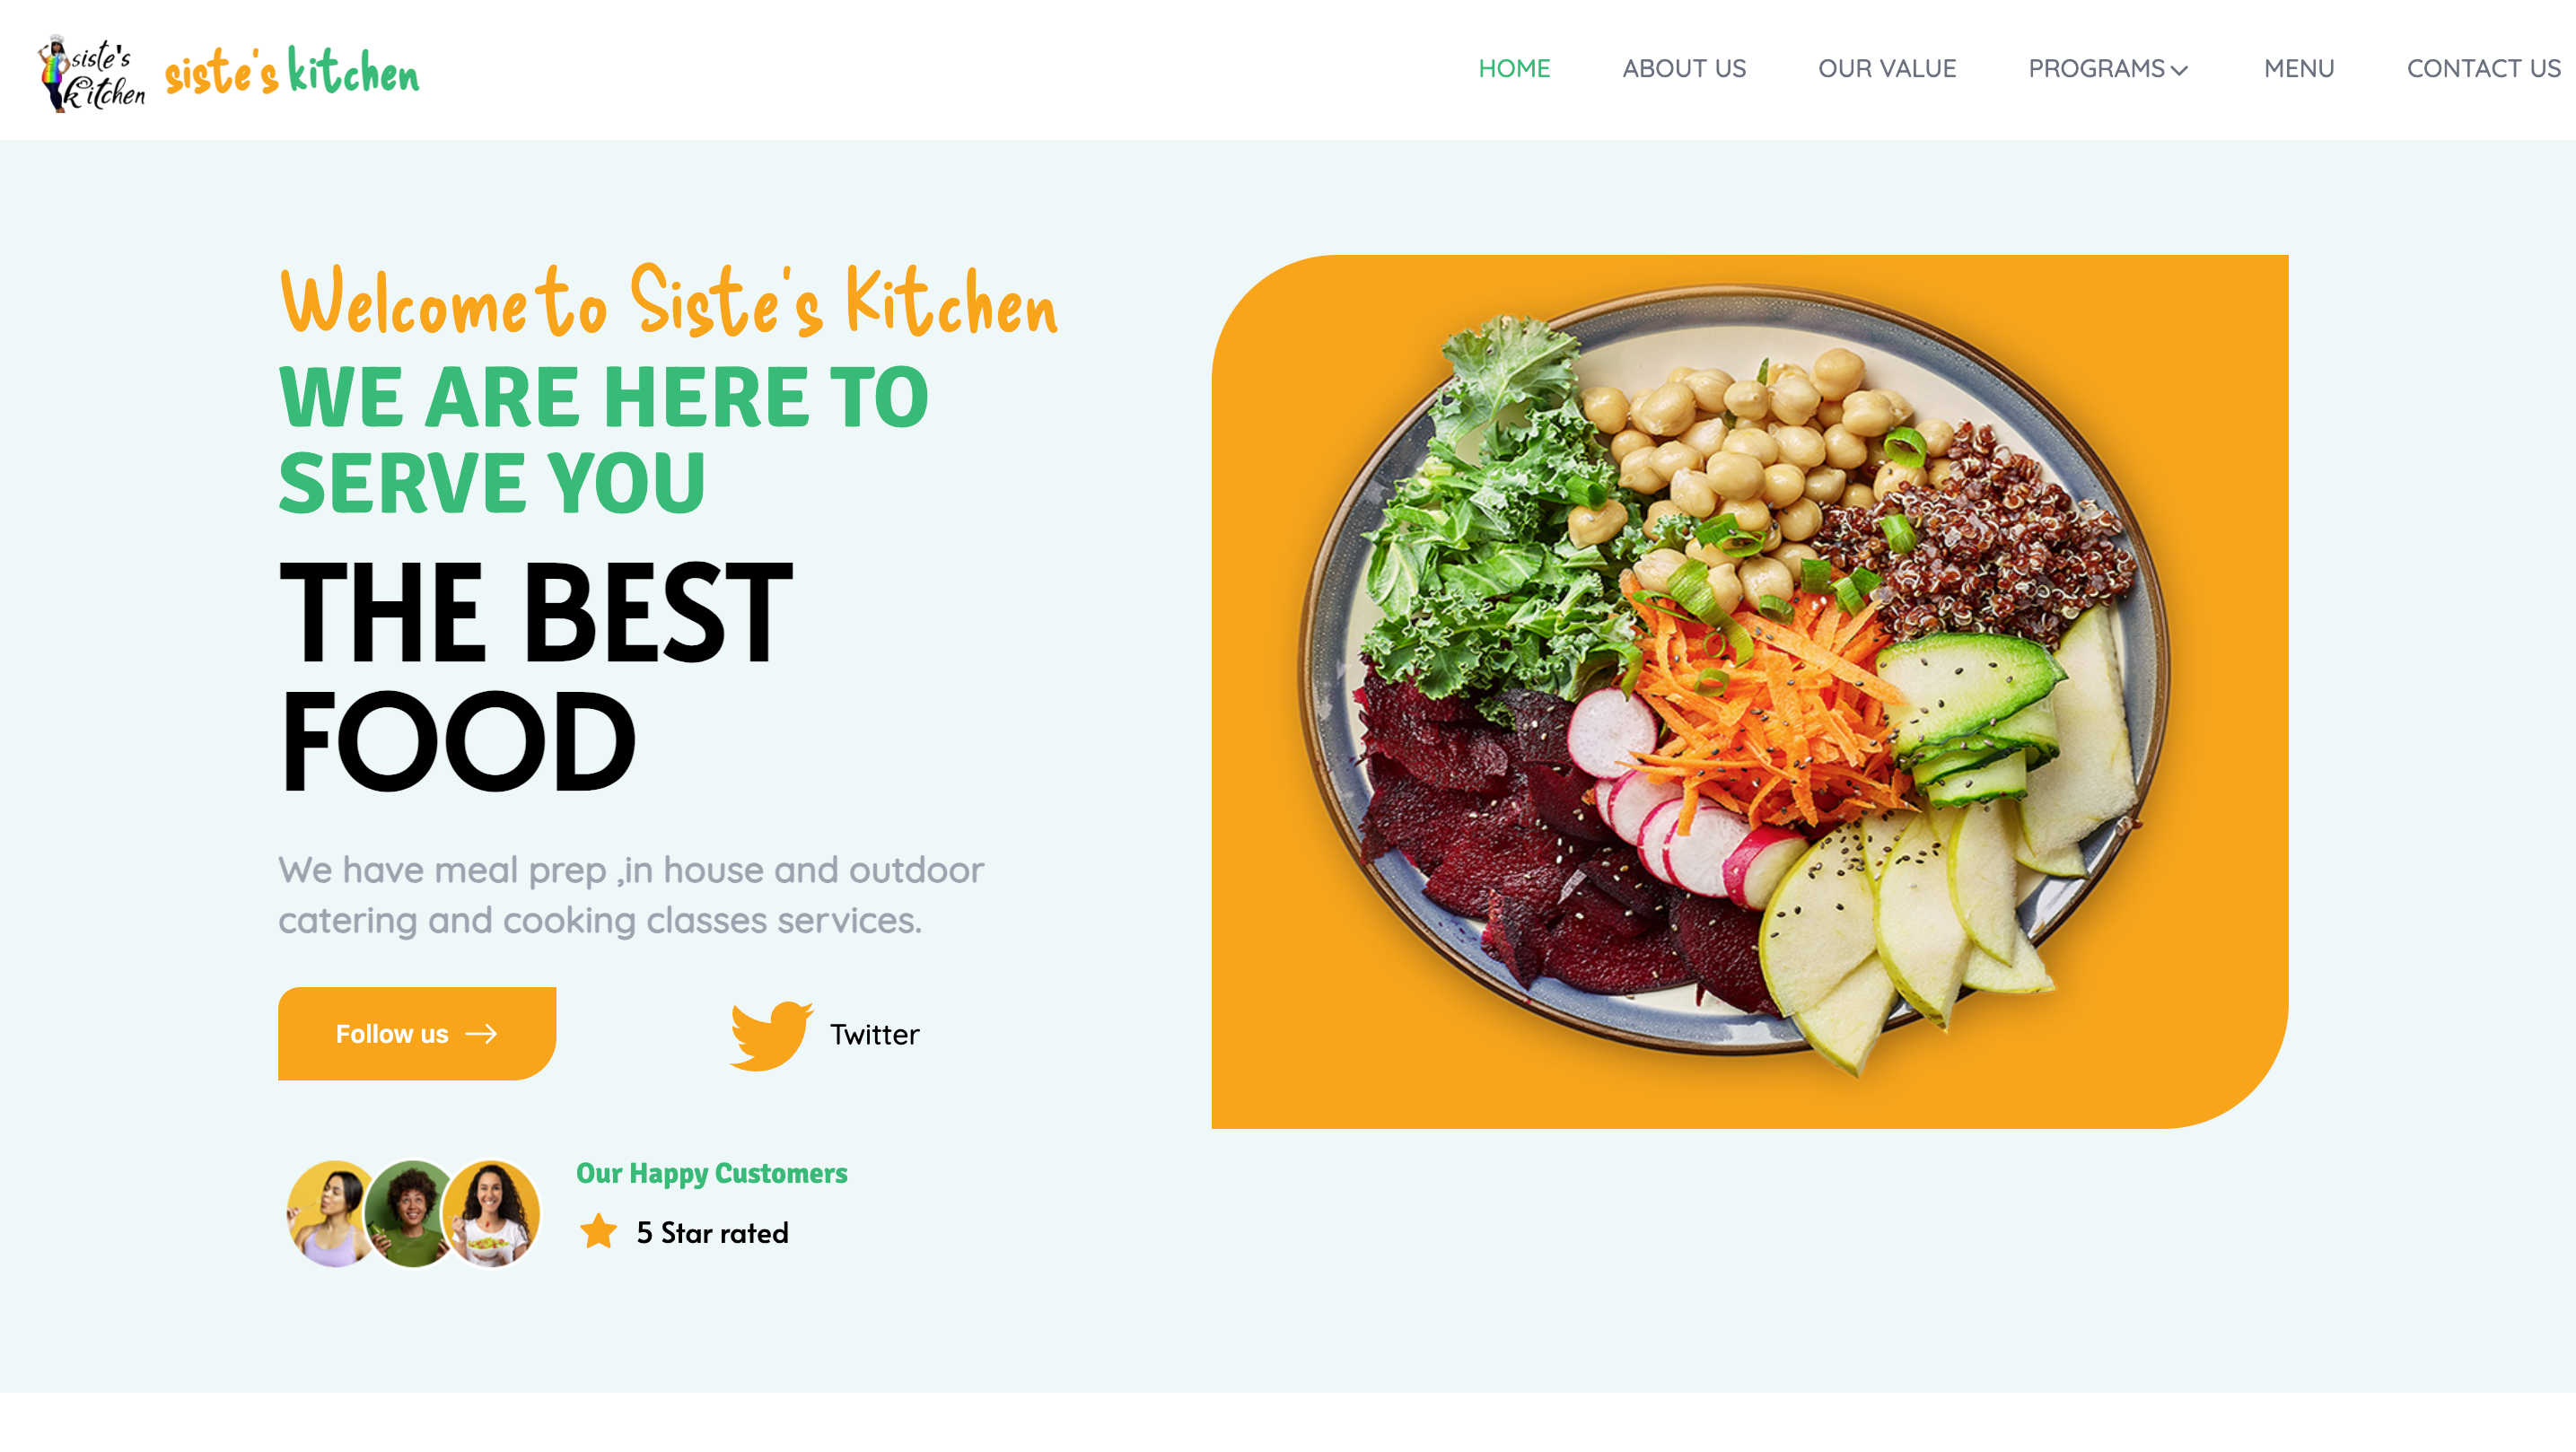 siste's
kitchen
siste's kitchen
HOME
ABOUT US
OUR VALUE
PROGRAMS
MENU
CONTACT US
Welcome to Siste's Kitchen
WE ARE HERE TO
SERVE YOU
THE BEST
FOOD
We have meal prep ,in house and outdoor
catering and cooking classes services.
Follow us
Twitter
Our Happy Customers
5 Star rated